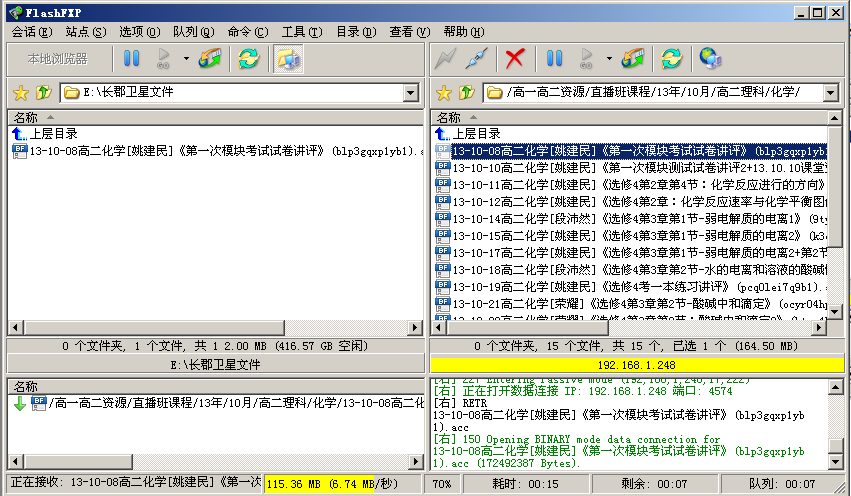 FlashFXP
会话(E) 站点(S) 选项(O) 队列(Q) 命令(C) 工具(T) 目录(D) 查看(V) 帮助(H)
本地浏览器 GO GO
E:\长郡卫星文件
/高一高二资源/直播班课程/13年/10月/高二理科/化学/
名称
上层目录
13-10-08高二化学[姚建民]《第一次模块考试试卷讲评》(blp3gqxp1yb1).a
名称
上层目录
13-10-08高二化学[姚建民]《第一次模块考试试卷讲评》(blp3gqxp1yb1
13-10-10高二化学[姚建民]《第一次模块测试试卷讲评2+13.10.10课堂
13-10-11高二化学[姚建民]《选修4第2章第4节:化学反应进行的方向》
13-10-12高二化学[姚建民]《选修4第2章:化学反应速率与化学平衡图
13-10-14高二化学[段沛然]《选修4第3章第1节-弱电解质的电离1》(9ty
13-10-15高二化学[姚建民]《选修4第3章第1节-弱电解质的电离2》(k3
13-10-17高二化学[姚建民]《选修4第3章第1节-弱电解质的电离2+第2节
13-10-18高二化学[段沛然]《选修4第3章第2节-水的电离和溶液的酸碱
13-10-19高二化学[姚建民]《选修4考一本练习讲评》(pcq0lei7q9b1).a
13-10-21高二化学[荣耀]《选修4第3章第2节-酸碱中和滴定》(ocyr04hp
0 个文件夹, 1 个文件, 共 1 2.00 MB (416.57 GB 空闲)
E:\长郡卫星文件
0 个文件夹, 15 个文件, 共 15 个, 已选 1 个 (164.50 MB)
192.168.1.248
名称
/高一高二资源/直播班课程/13年/10月/高二理科/化学/13-10-08高二化
[右] 227 Entering Passive mode (192,168,1,248,17,222)
[右] 正在打开数据连接 IP: 192.168.1.248 端口: 4574
[右] RETR
13-10-08高二化学[姚建民]《第一次模块考试试卷讲评》(blp3gqxp1yb
1).acc
[右] 150 Opening BINARY mode data connection for
13-10-08高二化学[姚建民]《第一次模块考试试卷讲评》(blp3gqxp1yb
1).acc (172492387 Bytes).
正在接收: 13-10-08高二化学[姚建民]《第一次 115.36 MB (6.74 MB/秒) 70% 耗时: 00:15 剩余: 00:07 队列: 00:07